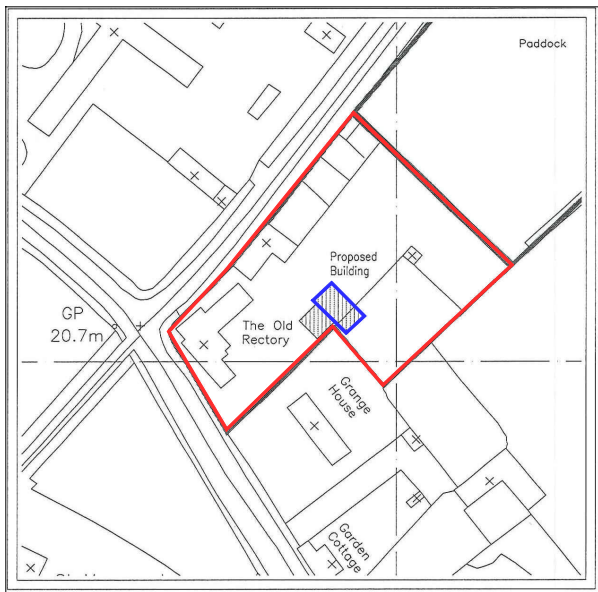 Paddock
Proposed
Building
GP
20.7m
The Old
Rectory
Grange
House
Garden
Cottage